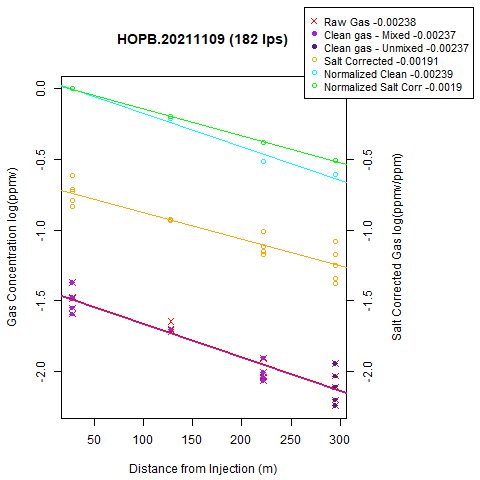 HOPB.20211109 (182 lps)
Raw Gas -0.00238
Clean gas - Mixed -0.00237
Clean gas - Unmixed -0.00237
Salt Corrected -0.00191
Normalized Clean -0.00239
Normalized Salt Corr -0.0019
Gas Concentration log(ppmv)
0.0
-0.5
-1.0
-1.5
-2.0
-0.5
-1.0
-1.5
-2.0
Salt Corrected Gas log(ppmv/ppm)
50 100 150 200 250 300
Distance from Injection (m)